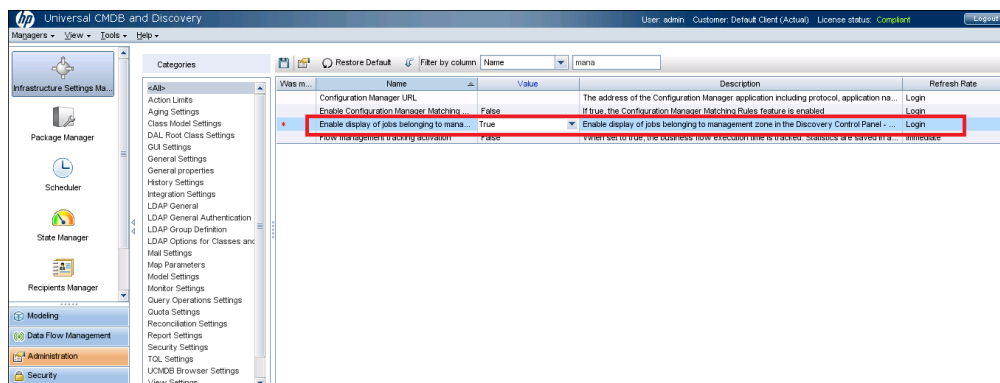 hp Universal CMDB and Discovery User: admin Customer: Default Client (Actual) License status: Compliant Logout
Managers View Tools Help
Infrastructure Settings Ma...
Package Manager
Scheduler
State Manager
Recipients Manager
Modeling
Data Flow Management
Administration
Security
Categories
<All>
Action Limits
Aging Settings
Class Model Settings
DAL Root Class Settings
GUI Settings
General Settings
General properties
History Settings
Integration Settings
LDAP General
LDAP General Authentication
LDAP Group Definition
LDAP Options for Classes and
Mail Settings
Map Parameters
Model Settings
Monitor Settings
Query Operations Settings
Quota Settings
Reconciliation Settings
Report Settings
Security Settings
TQL Settings
UCMDB Browser Settings
View Settings
Restore Default Filter by column Name mana
Was m... Name Value Description Refresh Rate
Configuration Manager URL The address of the Configuration Manager application including protocol, application na... Login
Enable Configuration Manager Matching ... False If true, the Configuration Manager Matching Rules feature is enabled Login
* Enable display of jobs belonging to mana... True Enable display of jobs belonging to management zone in the Discovery Control Panel - ... Login
Flow management tracking activation False When set to true, the business flow execution time is tracked. Statistics are saved in a... Immediate